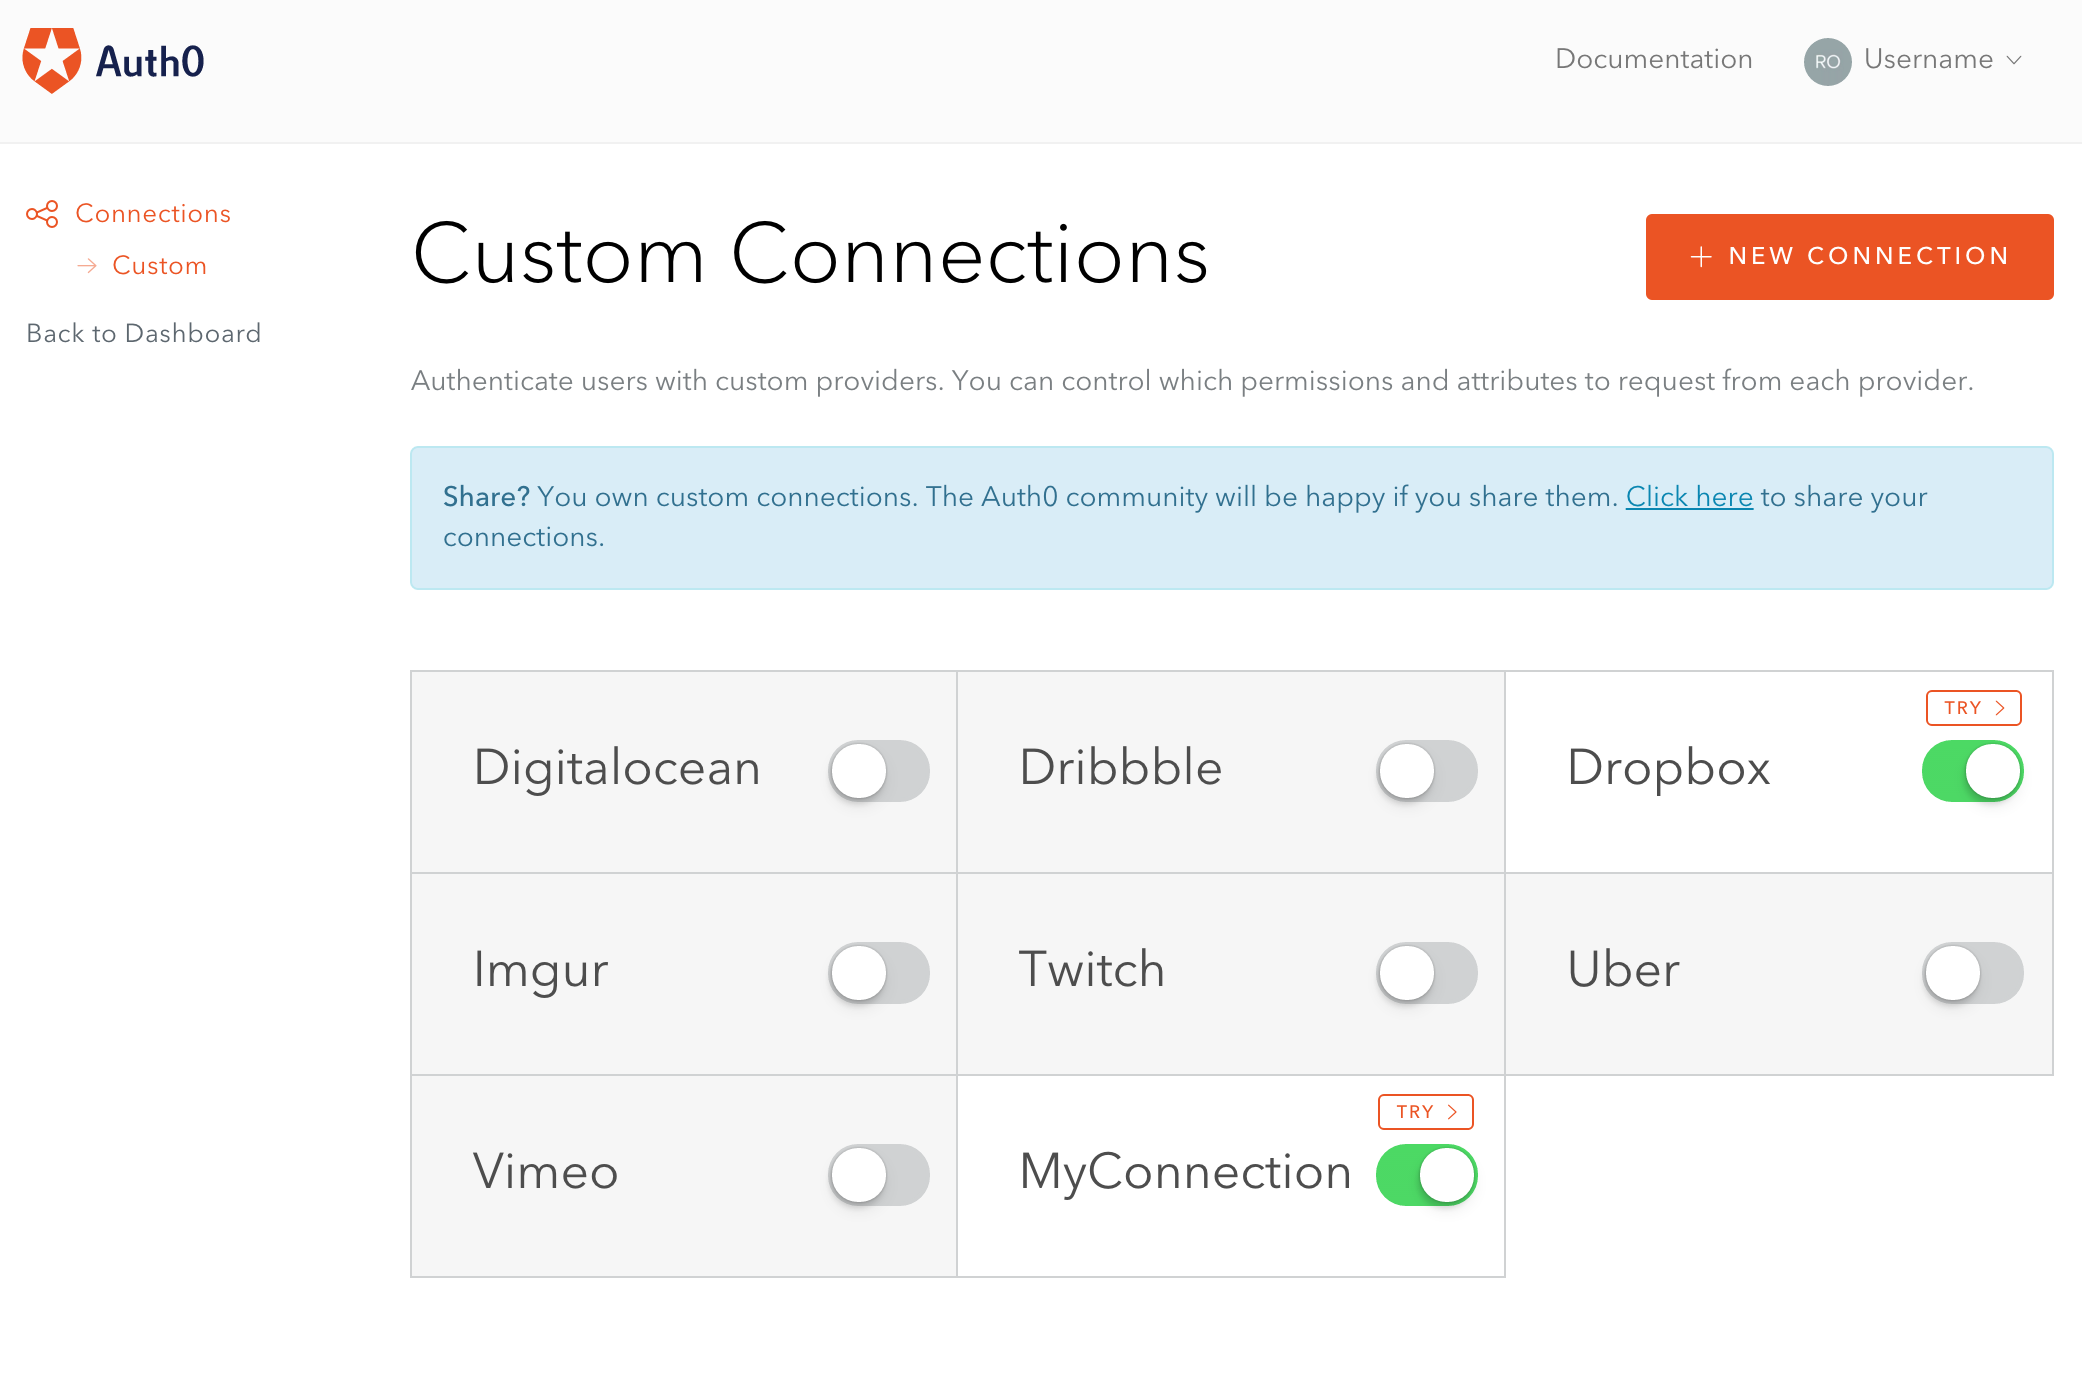 Auth0
Documentation
RO
Username
Connections
Custom
Back to Dashboard
Custom Connections
+ NEW CONNECTION
Authenticate users with custom providers. You can control which permissions and attributes to request from each provider.
Share? You own custom connections. The Auth0 community will be happy if you share them. Click here to share your
connections.
Digitalocean
Dribbble
TRY
Dropbox
Imgur
Twitch
Uber
Vimeo
TRY
MyConnection